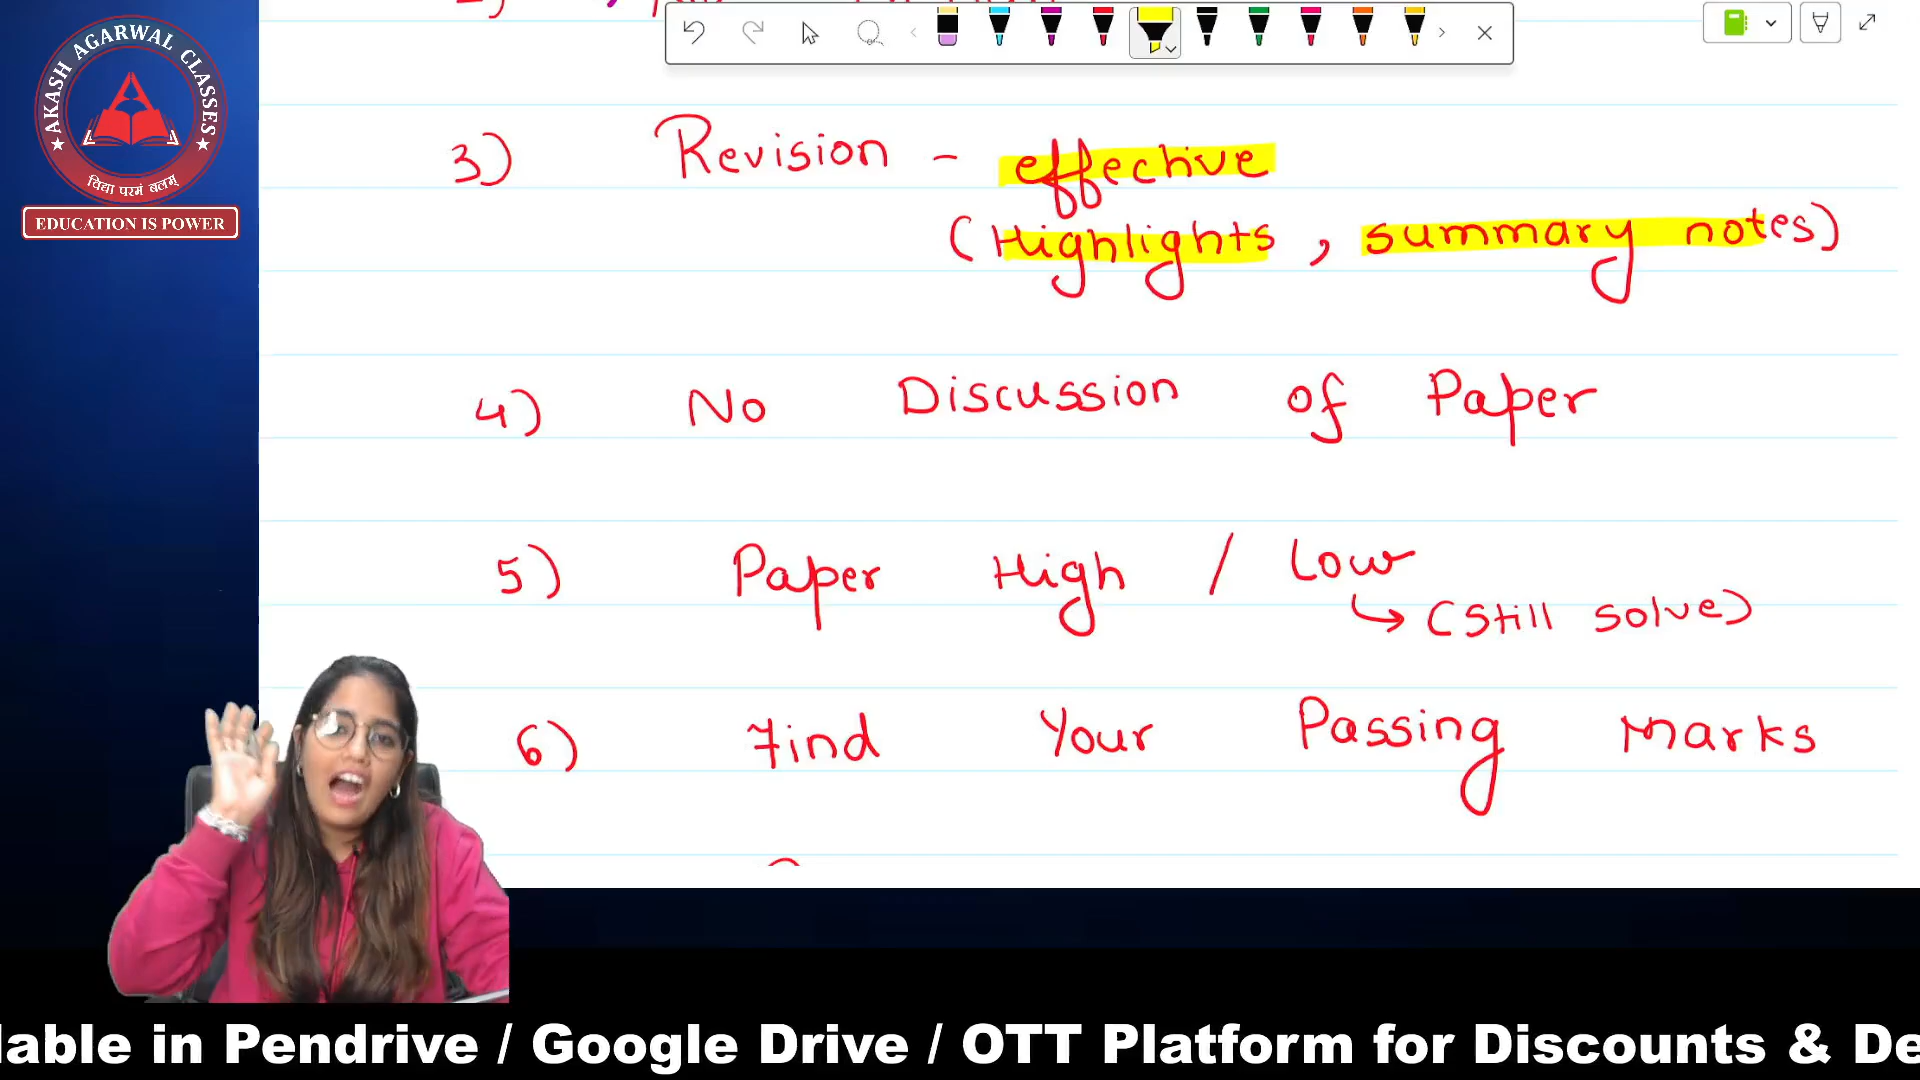 AKASH AGARWAL CLASSES
विद्या परमं बलम्
EDUCATION IS POWER
3) Revision - effective
(Highlights, summary notes)
4) No Discussion of Paper
5) Paper High / Low
↳ (still solve)
6) Find Your Passing Marks
lable in Pendrive / Google Drive / OTT Platform for Discounts & De